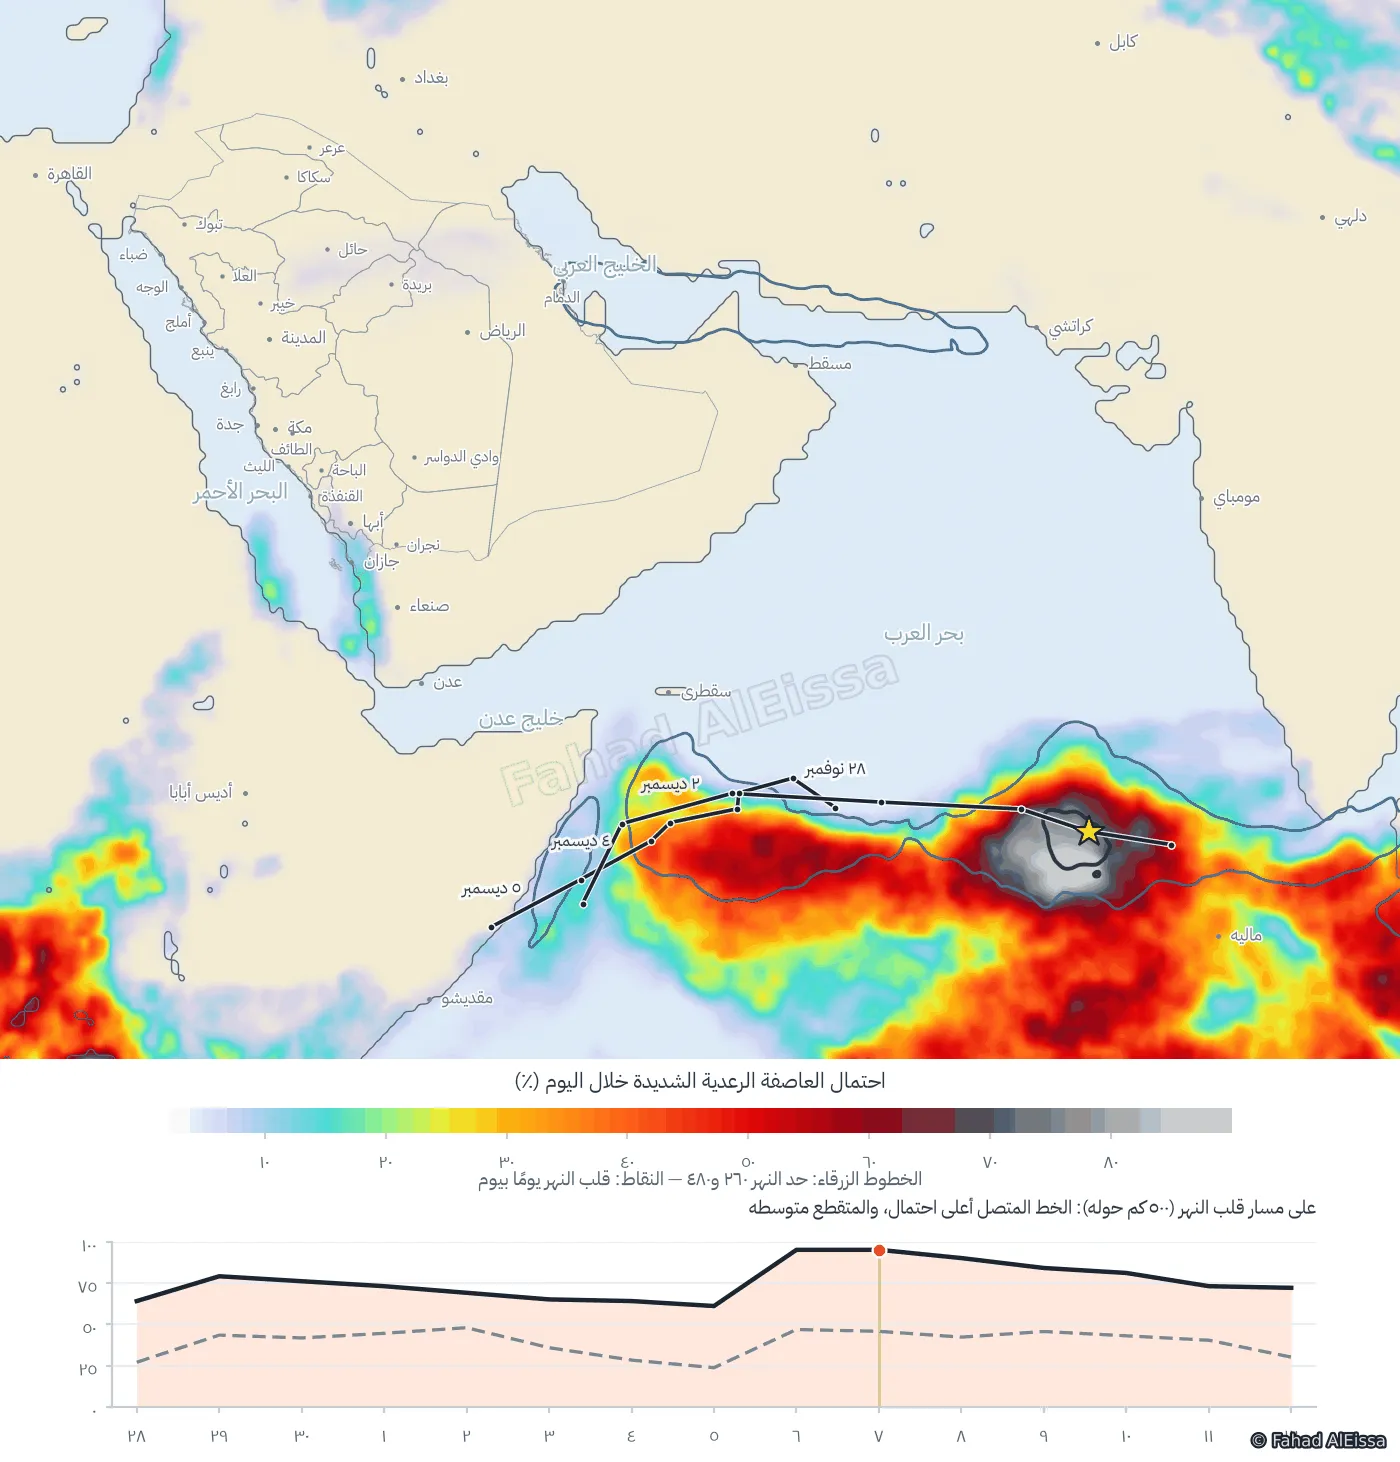 كابل
بغداد
عرعر
القاهرة
سكاكا
دلهي
تبوك
حائل
ضباء
الخليج العربي
العلا
بريدة
الوجه
الدمام
خيبر
أملج
الرياض
كراتشي
المدينة
ينبع
مسقط
رابغ
جدة
مكة
الطائف
وادي الدواسر
الليث
الباحة
البحر الأحمر
القنفذة
مومباي
أبها
نجران
جازان
صنعاء
بحر العرب
عدن
سقطرى
خليج عدن
Fahad AlEissa
٢٨ نوفمبر
٢ ديسمبر
أديس أبابا
٤ ديسمبر
٥ ديسمبر
ماليه
مقديشو
احتمال العاصفة الرعدية الشديدة خلال اليوم (٪)
١٠ ٢٠ ٣٠ ٤٠ ٥٠ ٦٠ ٧٠ ٨٠
الخطوط الزرقاء: حد النهر ٢٦٠ و٤٨٠ — النقاط: قلب النهر يومًا بيوم
على مسار قلب النهر (٥٠٠ كم حوله): الخط المتصل أعلى احتمال، والمتقطع متوسطه
١٠٠
٧٥
٥٠
٢٥
٠
٢٨ ٢٩ ٣٠ ١ ٢ ٣ ٤ ٥ ٦ ٧ ٨ ٩ ١٠ ١١
© Fahad AlEissa